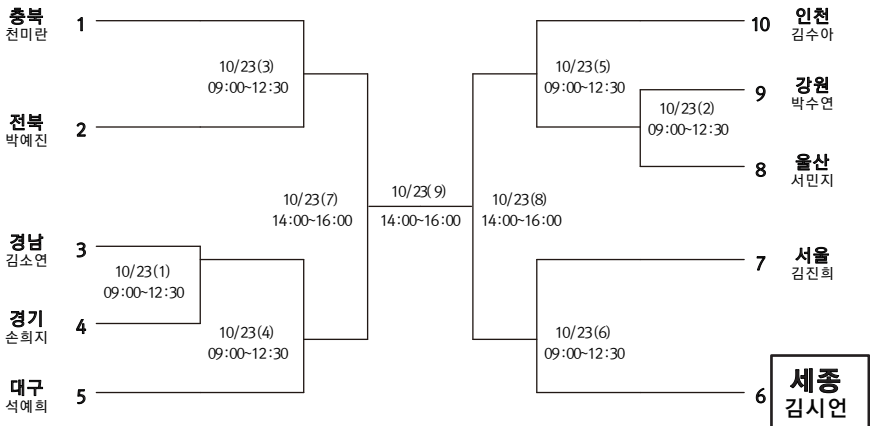 충북
천미란
1
10/23(3)
09:00~12:30
전북
박예진
2
10/23(7)
14:00~16:00
경남
김소연
3
10/23(1)
09:00~12:30
경기
손희지
4
10/23(4)
09:00~12:30
대구
석예희
5
10/23(9)
14:00~16:00
10 인천
김수아
10/23(5)
09:00~12:30
9 강원
박수연
10/23(2)
09:00~12:30
8 울산
서민지
10/23(8)
14:00~16:00
7 서울
김진희
10/23(6)
09:00~12:30
6 세종
김시언